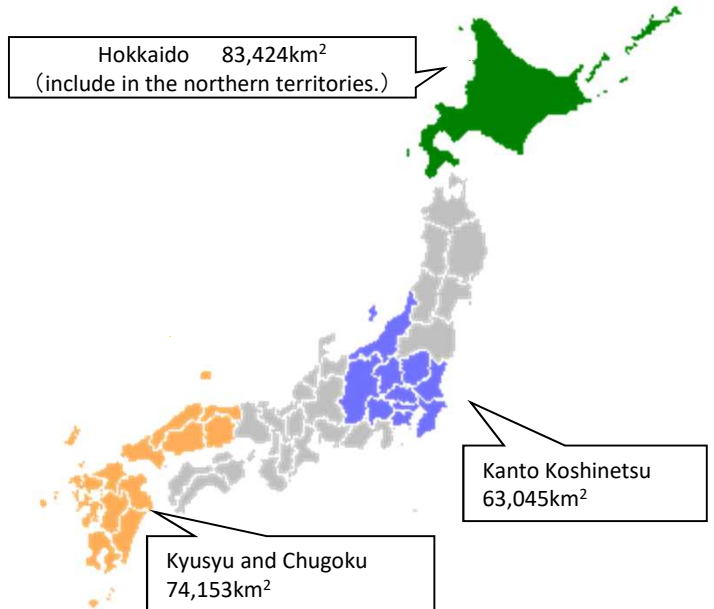 Hokkaido 83,424km²
（include in the northern territories.）
Kanto Koshinetsu
63,045km²
Kyusyu and Chugoku
74,153km²